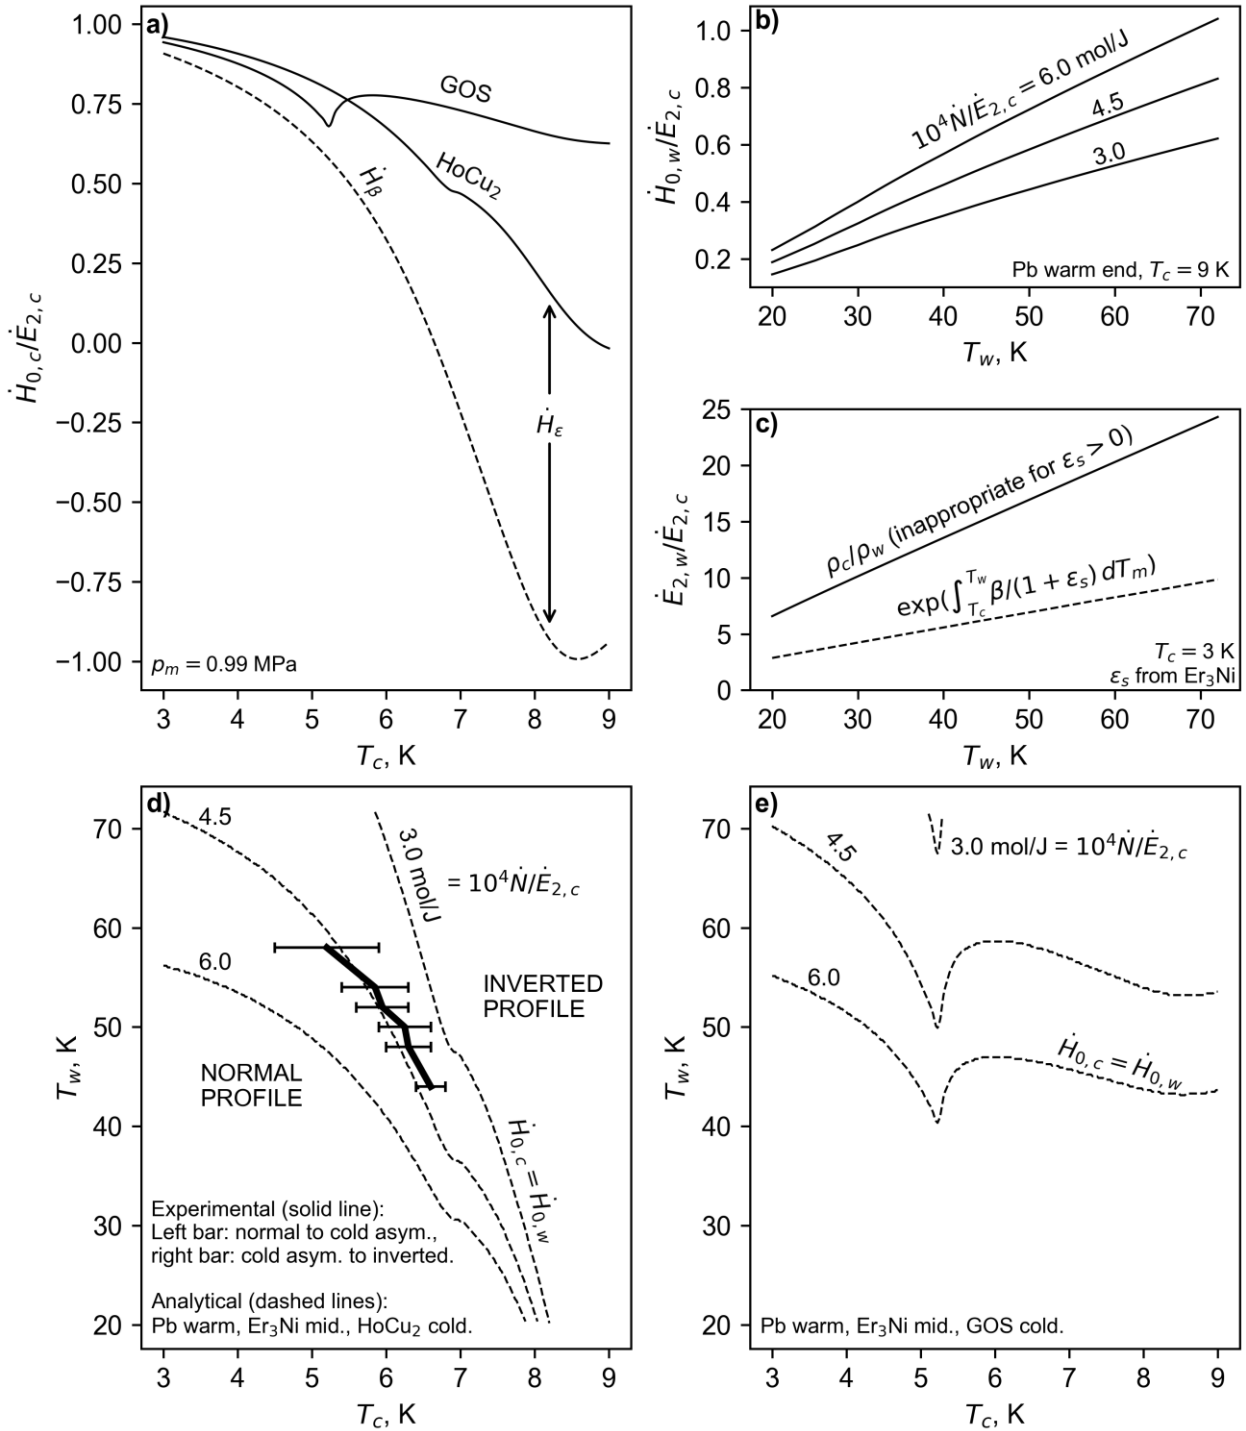 a)
1.00
0.75
0.50
0.25
0.00
−0.25
−0.50
−0.75
−1.00
Ḣ0,c/Ė2,c
GOS
HoCu2
Ḣβ
Ḣε
pm = 0.99 MPa
3 4 5 6 7 8 9
Tc, K
b)
1.0
0.8
0.6
0.4
0.2
Ḣ0,w/Ė2,c
10⁴Ṅ/Ė2,c = 6.0 mol/J
4.5
3.0
Pb warm end, Tc = 9 K
20 30 40 50 60 70
Tw, K
c)
25
20
15
10
5
0
Ė2,w/Ė2,c
ρc/ρw (inappropriate for εs > 0)
exp(∫TcTw β/(1 + εs) dTm)
Tc = 3 K
εs from Er3Ni
20 30 40 50 60 70
Tw, K
d)
70
60
50
40
30
20
Tw, K
4.5
6.0
3.0 mol/J
= 10⁴Ṅ/Ė2,c
INVERTED
PROFILE
NORMAL
PROFILE
Ḣ0,c = Ḣ0,w
Experimental (solid line):
Left bar: normal to cold asym.,
right bar: cold asym. to inverted.
Analytical (dashed lines):
Pb warm, Er3Ni mid., HoCu2 cold.
3 4 5 6 7 8 9
Tc, K
e)
70
60
50
40
30
20
Tw, K
4.5
3.0 mol/J = 10⁴Ṅ/Ė2,c
6.0
Ḣ0,c = Ḣ0,w
Pb warm, Er3Ni mid., GOS cold.
3 4 5 6 7 8 9
Tc, K